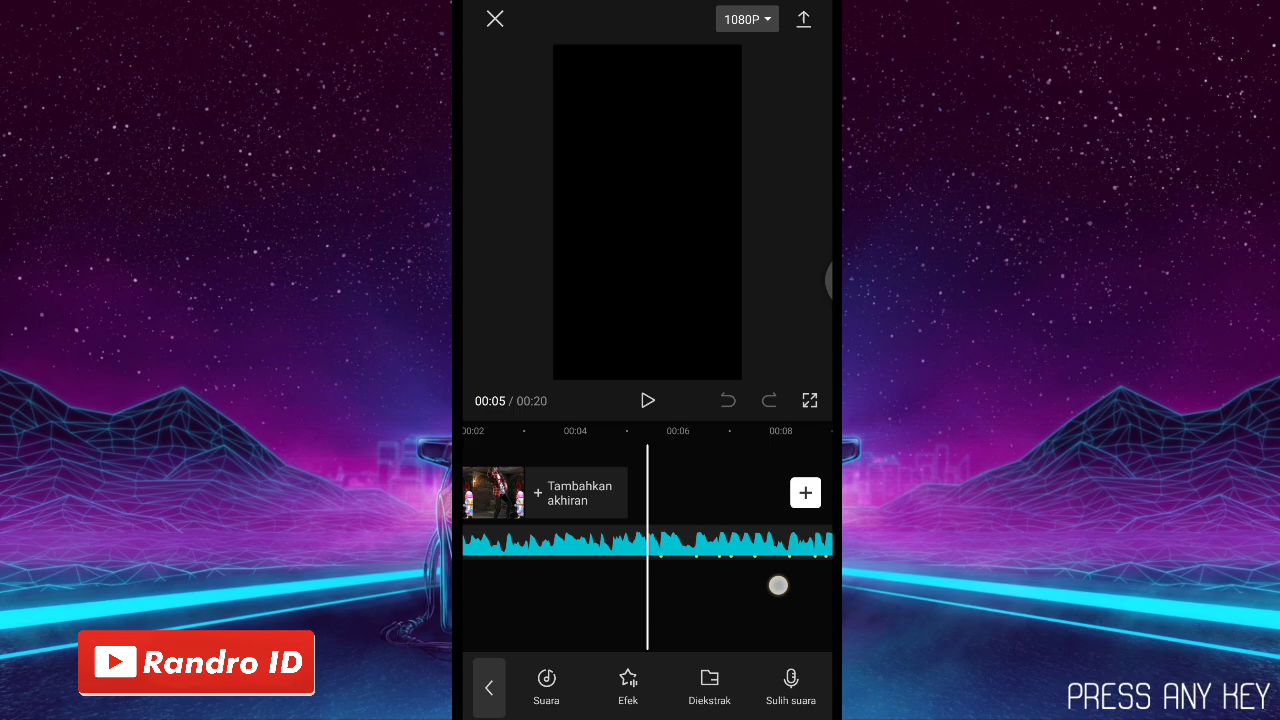 1080P
00:05 / 00:20
00:02
00:04
00:06
00:08
+ Tambahkan
akhiran
Suara
Efek
Diekstrak
Sulih suara
Randro ID
PRESS ANY KEY